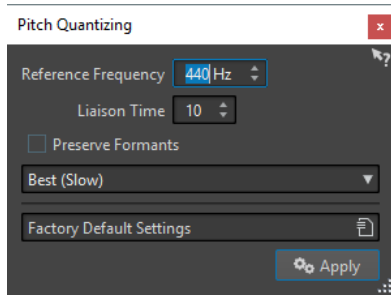 Pitch Quantizing
x
?
Reference Frequency 440 Hz
Liaison Time 10
Preserve Formants
Best (Slow)
Factory Default Settings
Apply